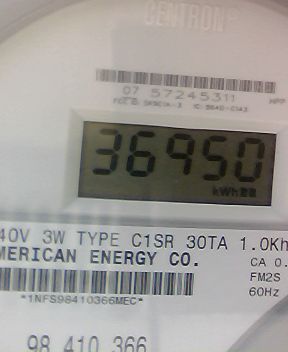 CENTRON®
07 57245311
36950
kWh
40V 3W TYPE C1SR 30TA 1.0Kh
MERICAN ENERGY CO.
CA 0.
FM2S
60Hz
*1NFS98410366MEC*
98 410 366